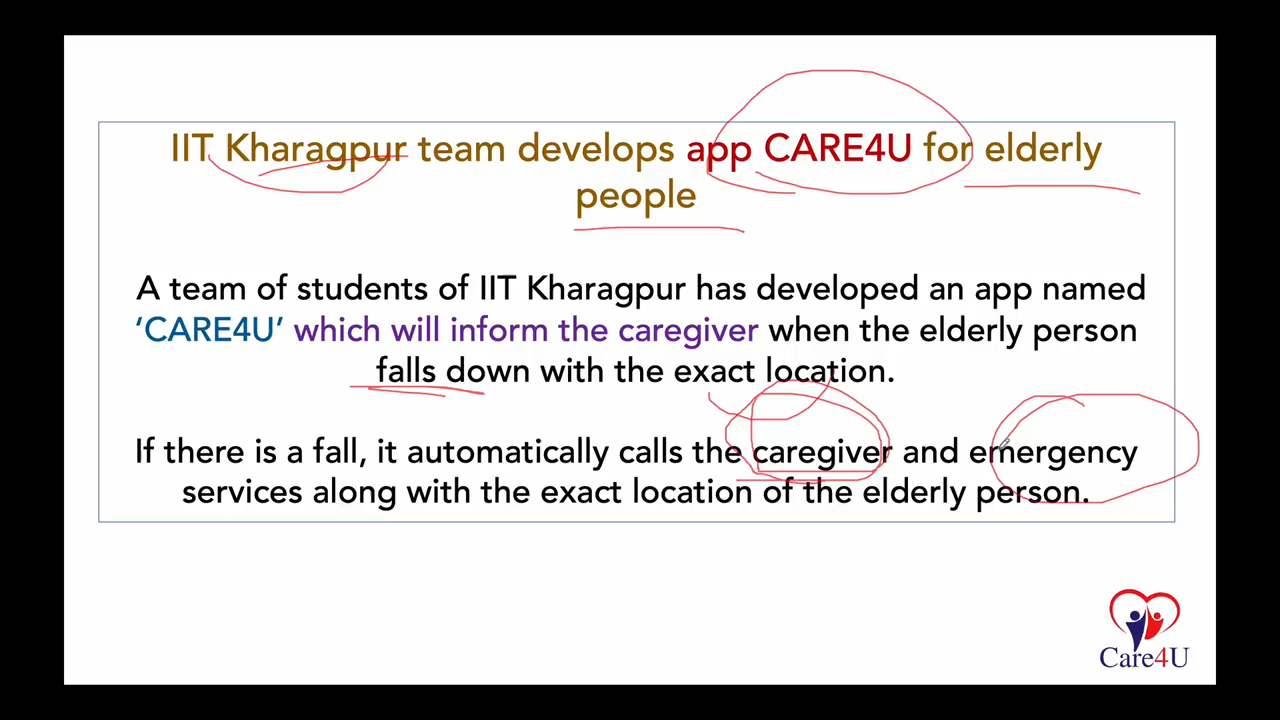 IIT Kharagpur team develops app CARE4U for elderly
people
A team of students of IIT Kharagpur has developed an app named
‘CARE4U’ which will inform the caregiver when the elderly person
falls down with the exact location.
If there is a fall, it automatically calls the caregiver and emergency
services along with the exact location of the elderly person.
Care4U